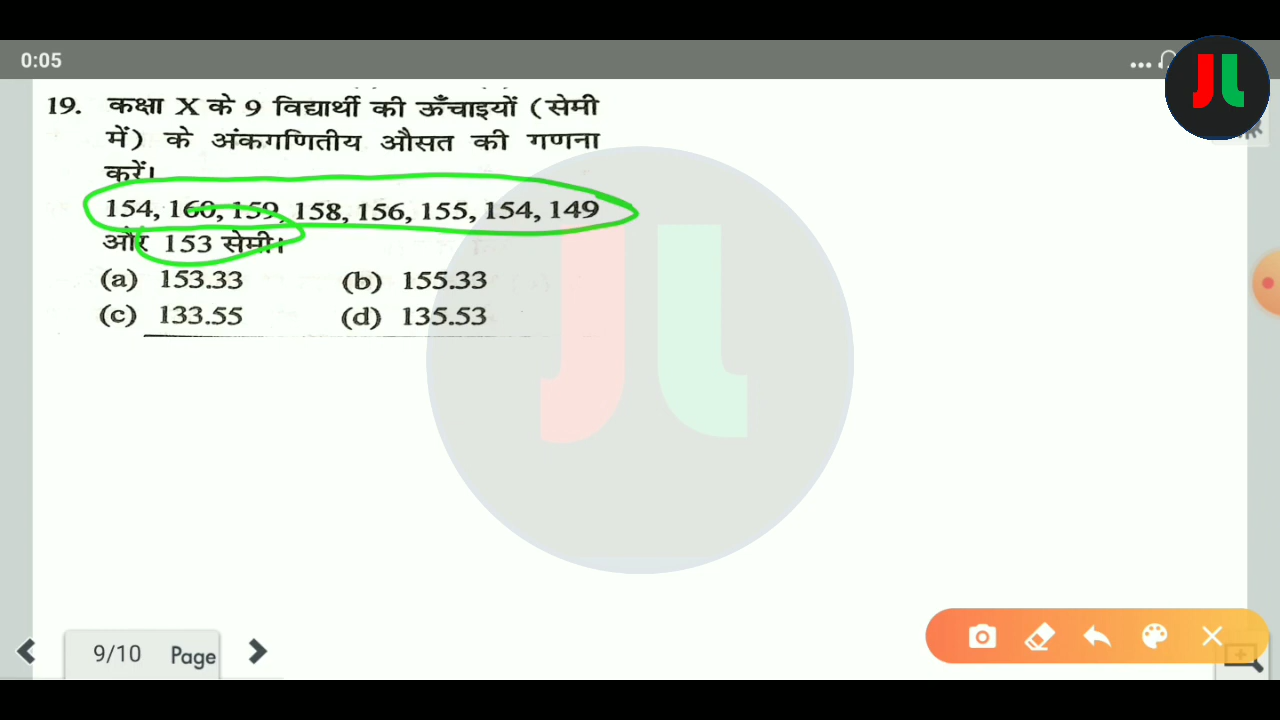 0:05
19. कक्षा X के 9 विद्यार्थी की ऊँचाइयों (सेमी
में) के अंकगणितीय औसत की गणना
करें।
154, 160, 159, 158, 156, 155, 154, 149
और 153 सेमी।
(a) 153.33 (b) 155.33
(c) 133.55 (d) 135.53
9/10 Page